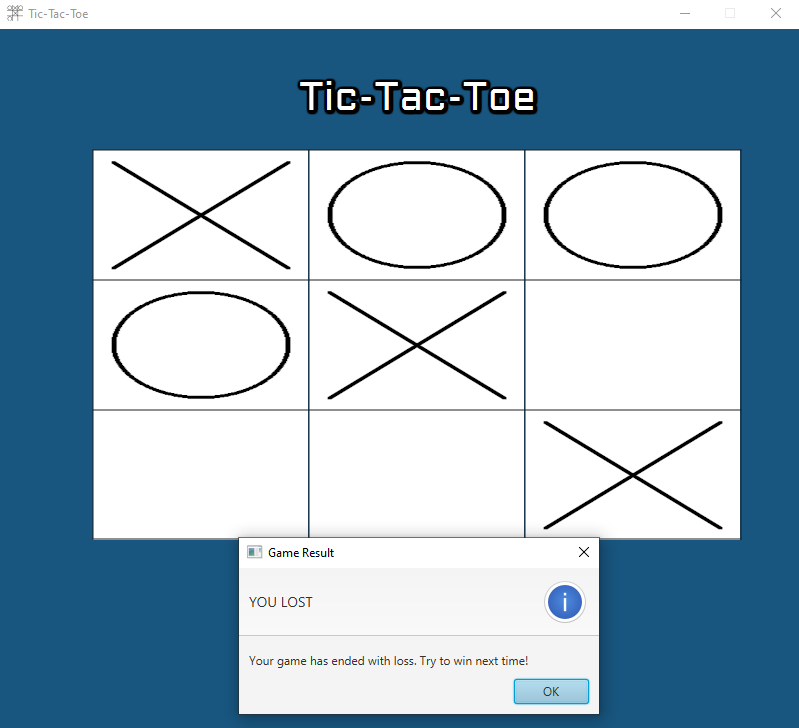 Tic-Tac-Toe
Tic-Tac-Toe
Game Result
YOU LOST
Your game has ended with loss. Try to win next time!
OK